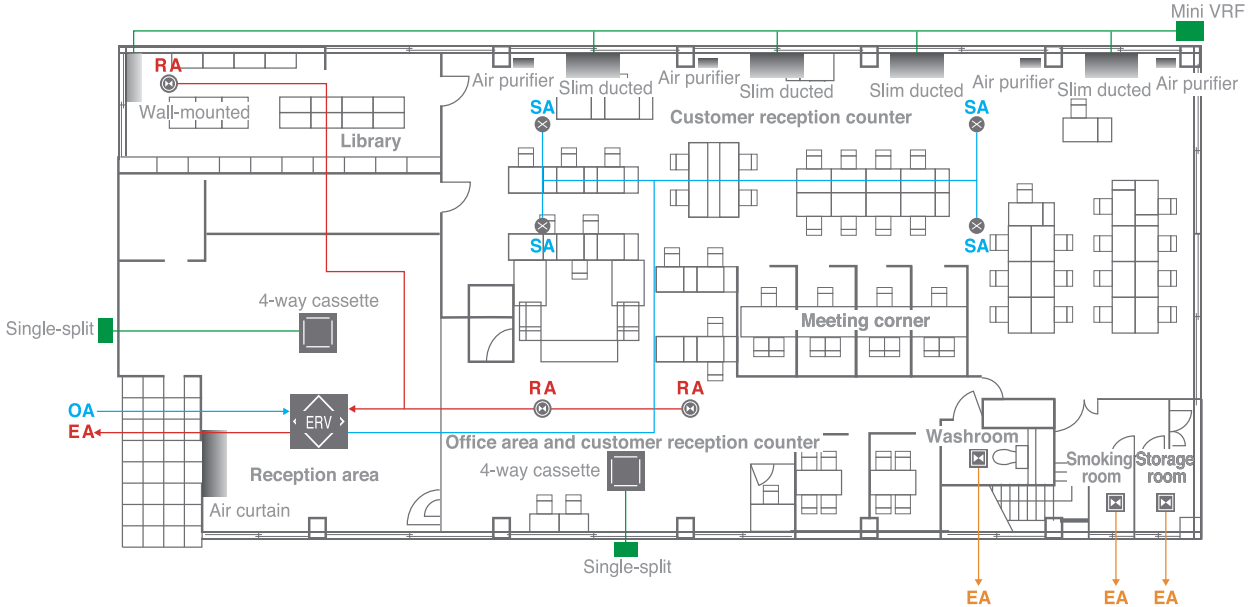 Mini VRF
RA
Air purifier
Slim ducted
Air purifier
Slim ducted
Slim ducted
Air purifier
Slim ducted
Air purifier
Wall-mounted
SA
Customer reception counter
SA
Library
SA
SA
4-way cassette
Single-split
Meeting corner
RA
RA
OA
EA
ERV
Office area and customer reception counter
Washroom
Reception area
4-way cassette
Smoking
room
Storage
room
Air curtain
Single-split
EA
EA
EA